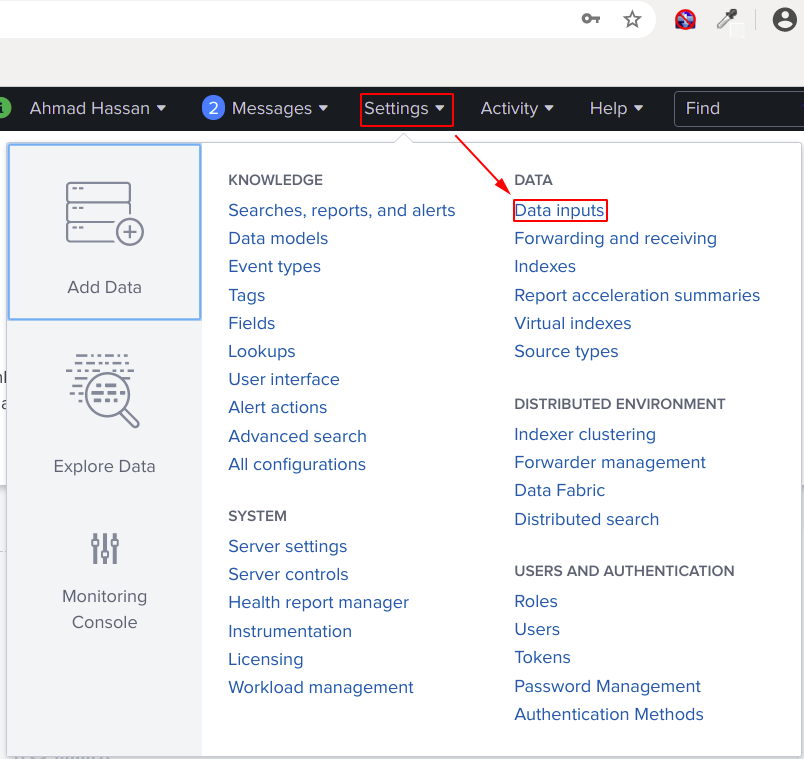 Ahmad Hassan
2 Messages
Settings
Activity
Help
Find
Add Data
Explore Data
Monitoring
Console
KNOWLEDGE
Searches, reports, and alerts
Data models
Event types
Tags
Fields
Lookups
User interface
Alert actions
Advanced search
All configurations
SYSTEM
Server settings
Server controls
Health report manager
Instrumentation
Licensing
Workload management
DATA
Data inputs
Forwarding and receiving
Indexes
Report acceleration summaries
Virtual indexes
Source types
DISTRIBUTED ENVIRONMENT
Indexer clustering
Forwarder management
Data Fabric
Distributed search
USERS AND AUTHENTICATION
Roles
Users
Tokens
Password Management
Authentication Methods